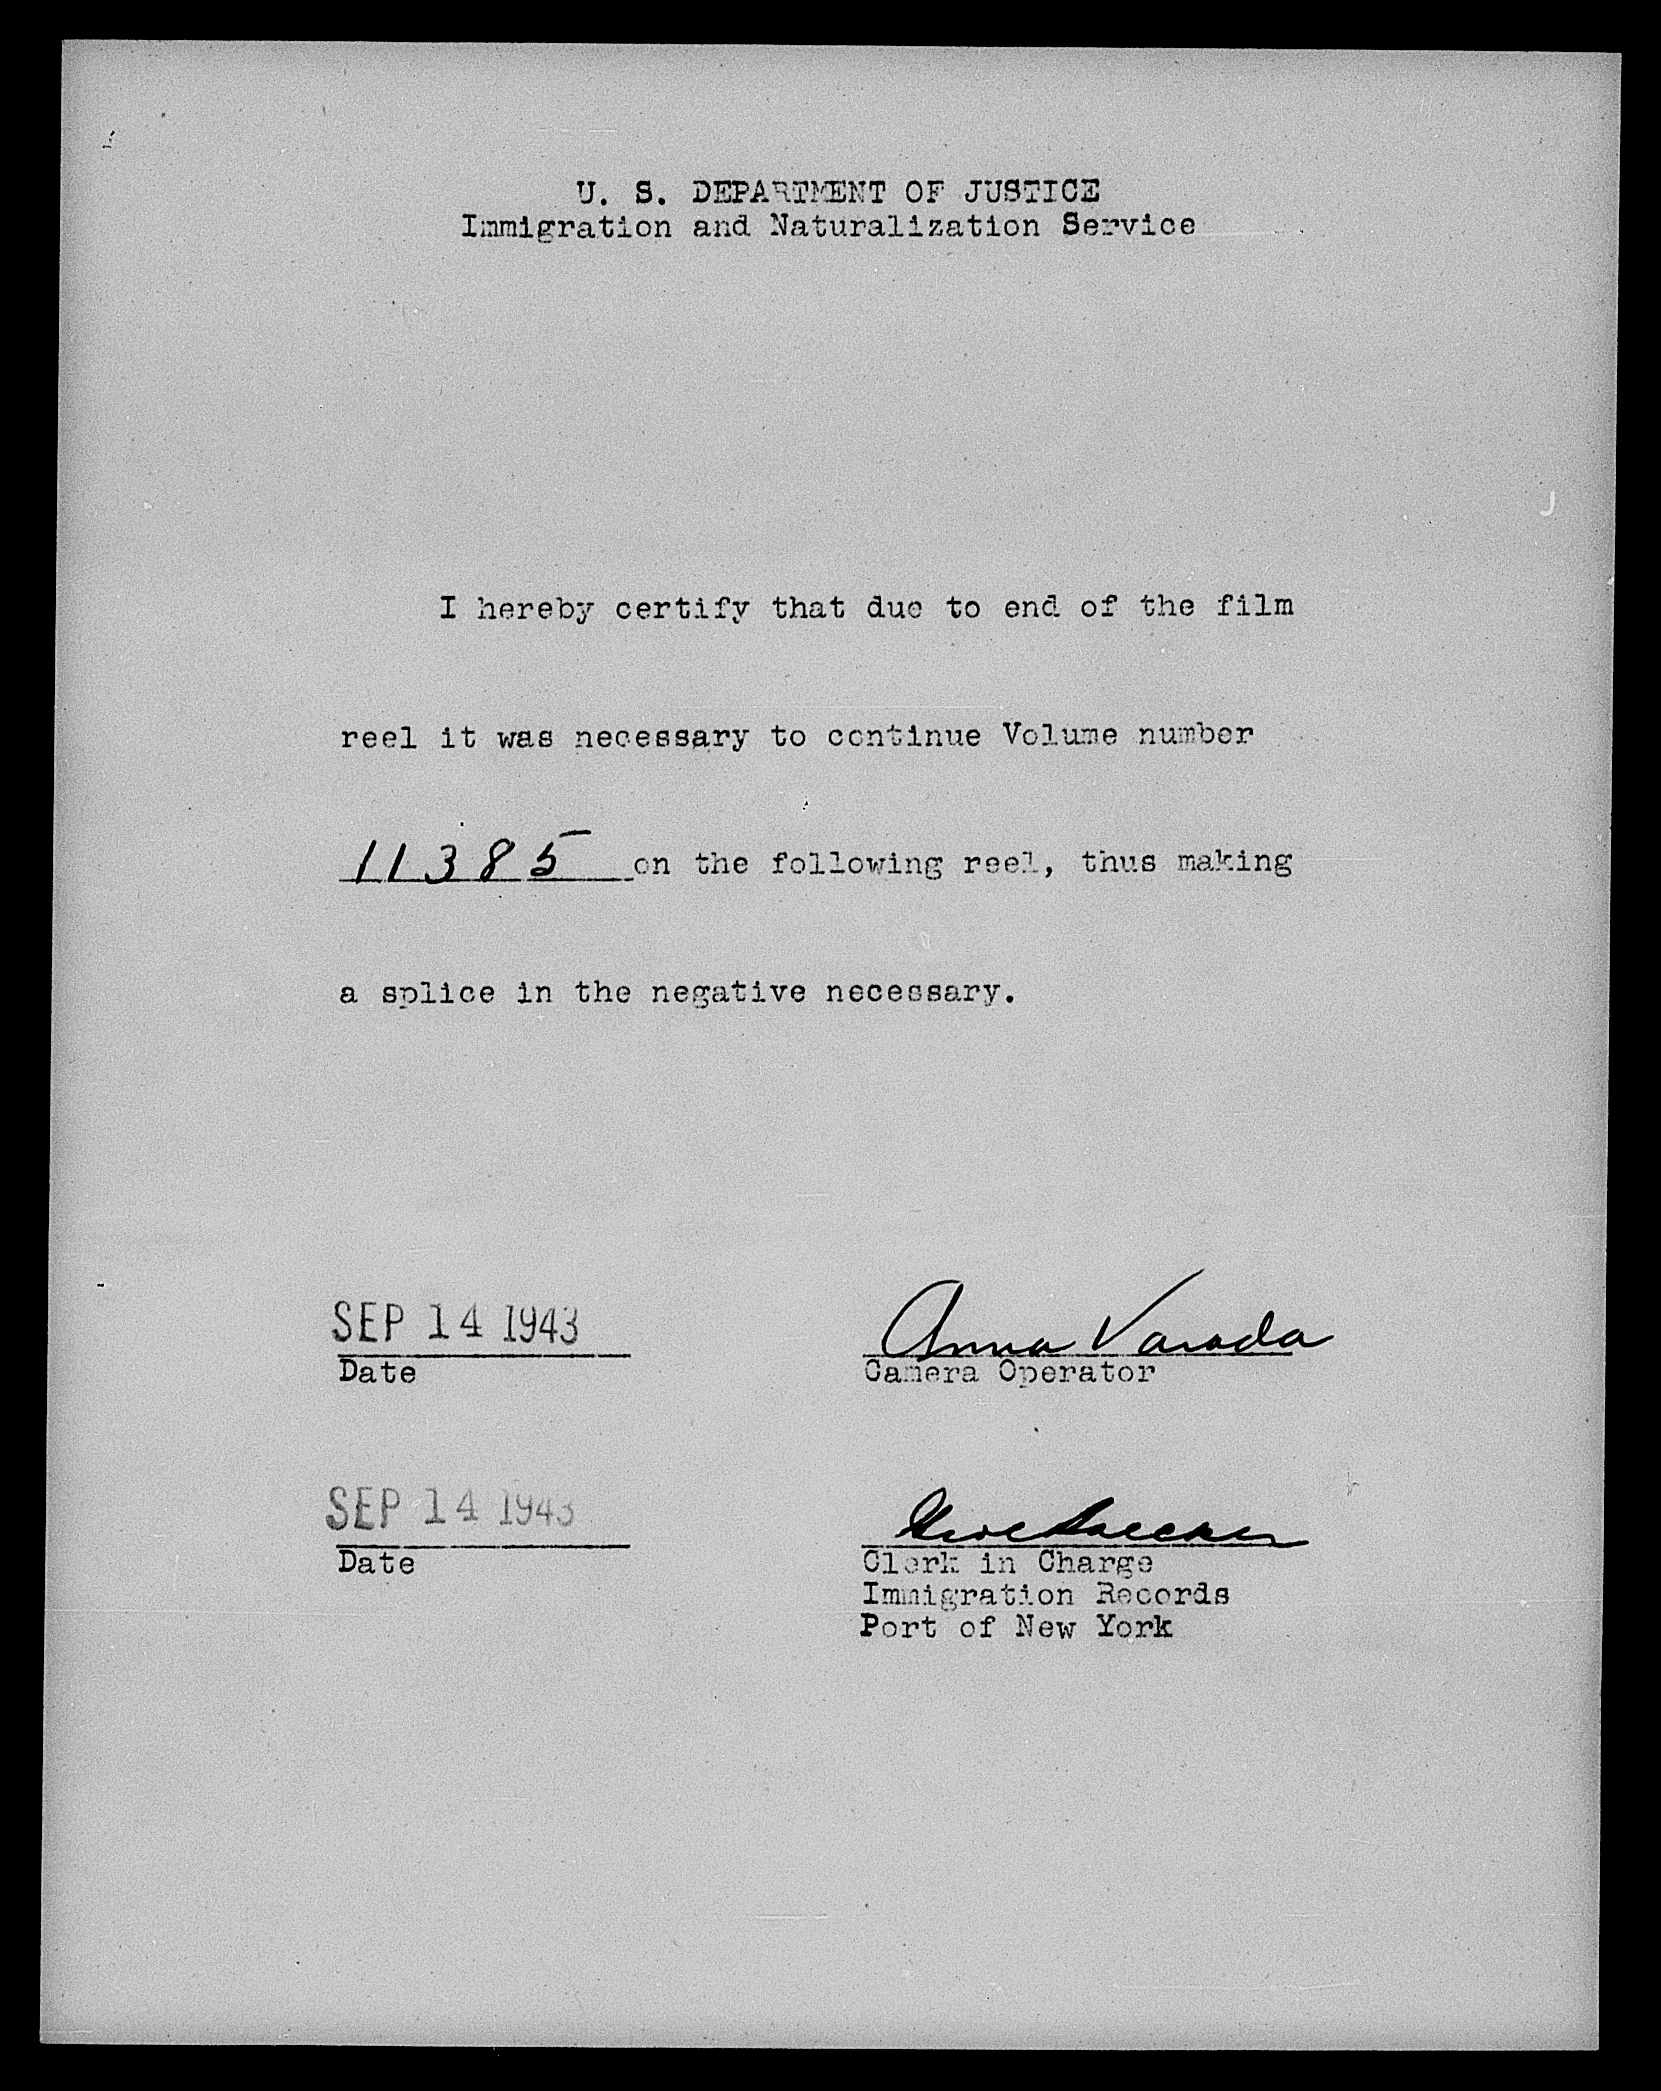 U. S. DEPARTMENT OF JUSTICE
Immigration and Naturalization Service
I hereby certify that due to end of the film
reel it was necessary to continue Volume number
11385 on the following reel, thus making
a splice in the negative necessary.
SEP 14 1943
Anna Varada
Date
Camera Operator
SEP 14 1943
Date
Clerk in Charge
Immigration Records
Port of New York